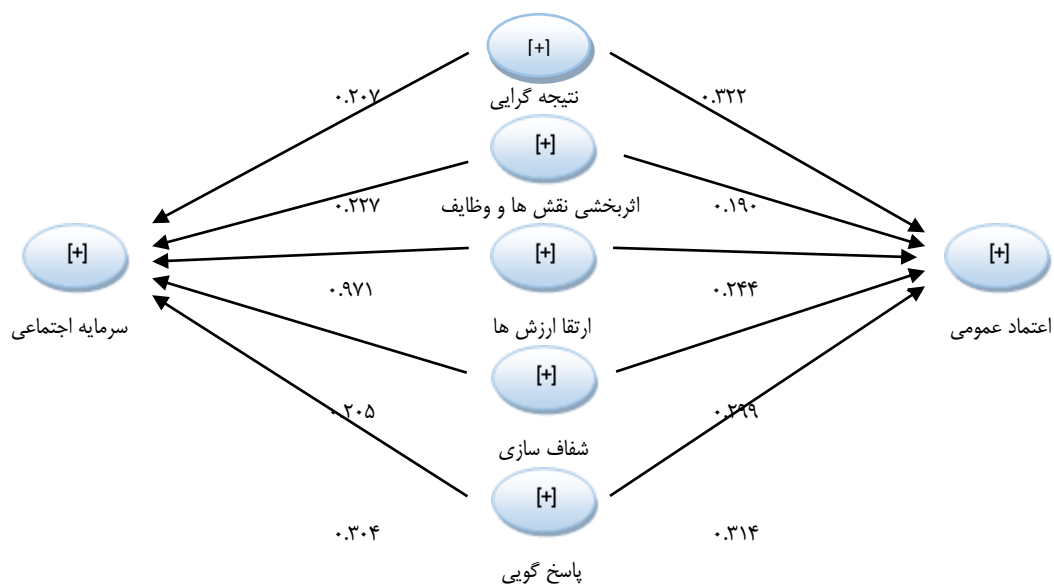 [+]
۰.۳۲۲
۰.۲۰۷
نتیجه گرایی
[+]
۰.۱۹۰
اثربخشی نقش ها و وظایف
۰.۲۲۷
[+]
[+]
[+]
۰.۲۴۴
۰.۹۷۱
اعتماد عمومی
ارتقا ارزش ها
سرمایه اجتماعی
[+]
۰.۲۹۹
۰.۲۰۵
شفاف سازی
[+]
۰.۳۱۴
۰.۳۰۴
پاسخ گویی